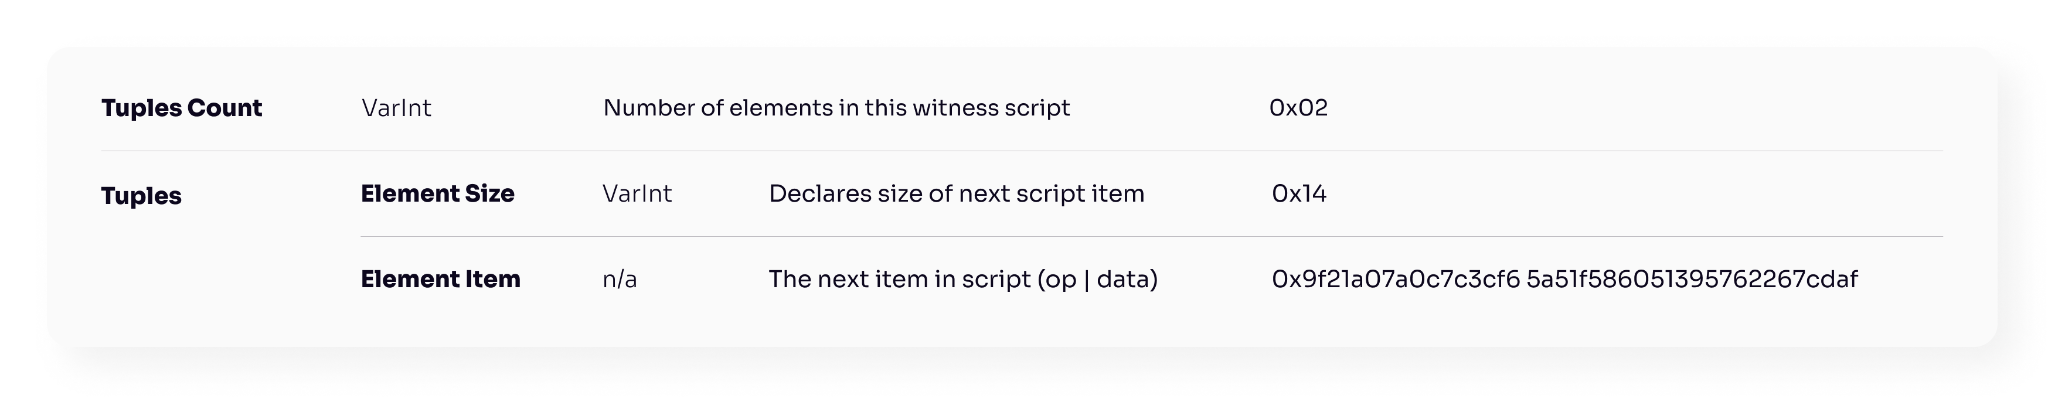 Tuples Count VarInt Number of elements in this witness script 0x02
Tuples Element Size VarInt Declares size of next script item 0x14
Element Item n/a The next item in script (op | data) 0x9f21a07a0c7c3cf6 5a51f586051395762267cdaf